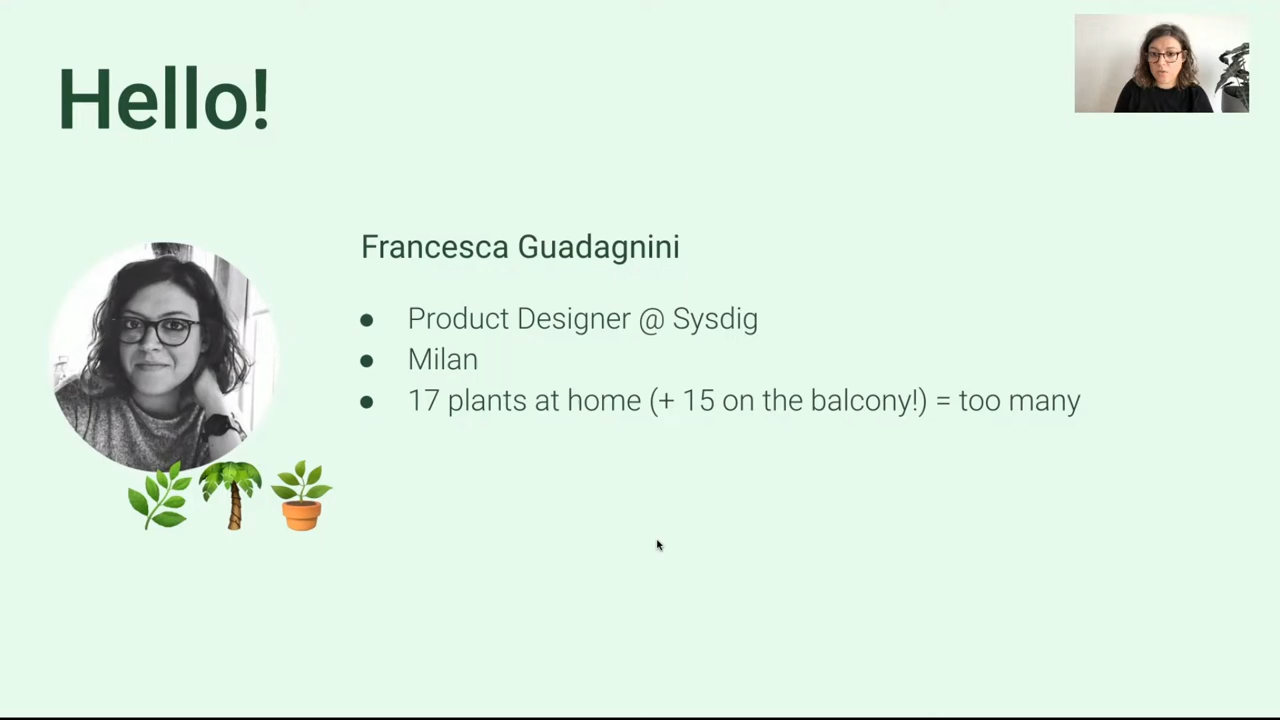 Hello!
Francesca Guadagnini
● Product Designer @ Sysdig
● Milan
● 17 plants at home (+ 15 on the balcony!) = too many